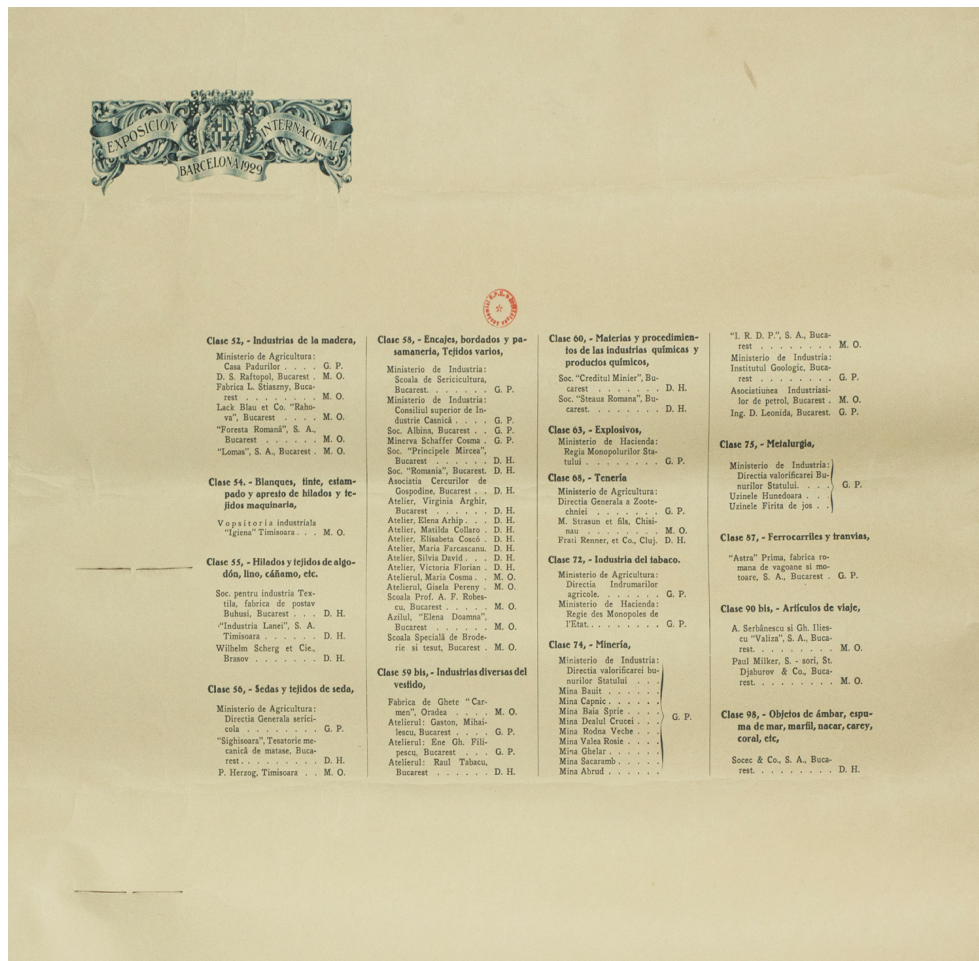 EXPOSICIÓN INTERNACIONAL
BARCELONA 1929
Clase 52, - Industrias de la madera,
Ministerio de Agricultura:
Casa Padurilor . . . . G. P.
D. S. Raftopol, Bucarest . M. O.
Fabrica L. Stiaszny, Buca-
rest . . . . . . . M. O.
Lack Blau et Co. "Raho-
va", Bucarest . . . . M. O.
"Foresta Romană", S. A.,
Bucarest . . . . . . M. O.
"Lomas", S. A., Bucarest . M. O.
Clase 54. - Blanques, tinte, estam-
pado y apresto de hilados y te-
jidos maquinaria,
Vopsitoria industriala
"Igiena" Timisoara . . M. O.
Clase 55, - Hilados y tejidos de algo-
dón, lino, cáñamo, etc.
Soc. pentru industria Tex-
tila, fabrica de postav
Buhusi, Bucarest . . . D. H.
"Industria Lanei", S. A.
Timisoara . . . . . D. H.
Wilhelm Scherg et Cie.,
Brasov . . . . . . . D. H.
Clase 56, - Sedas y tejidos de seda,
Ministerio de Agricultura:
Directia Generala serici-
cola . . . . . . . . G. P.
"Sighisoara", Tesatorie me-
canică de matase, Buca-
rest . . . . . . . . D. H.
P. Herzog, Timisoara . . M. O.
Clase 58, - Encajes, bordados y pa-
samaneria, Tejidos varios,
Ministerio de Industria:
Scoala de Sericicultura,
Bucarest. . . . . . . G. P.
Ministerio de Industria:
Consiliul superior de In-
dustrie Casnică . . . . G. P.
Soc. Albina, Bucarest . . G. P.
Minerva Schaffer Cosma . G. P.
Soc. "Principele Mircea",
Bucarest . . . . . . D. H.
Soc. "Romania", Bucarest. D. H.
Asociatia Cercurilor de
Gospodine, Bucarest . . D. H.
Atelier, Virginia Arghir,
Bucarest . . . . . . D. H.
Atelier, Elena Arhip . . . D. H.
Atelier, Matilda Collaro . D. H.
Atelier, Elisabeta Coscó . D. H.
Atelier, Maria Farcascanu. D. H.
Atelier, Silvia David . . . D. H.
Atelier, Victoria Florian . D. H.
Atelierul, Maria Cosma . M. O.
Atelierul, Gisela Pereny . M. O.
Scoala Prof. A. F. Robes-
cu, Bucarest . . . . . M. O.
Azilul, "Elena Doamna",
Bucarest . . . . . . M. O.
Scoala Specială de Brode-
rie si tesut, Bucarest . M. O.
Clase 59 bis, - Industrias diversas del
vestido,
Fabrica de Ghete "Car-
men", Oradea . . . . M. O.
Atelierul: Gaston, Mihai-
lescu, Bucarest . . . . G. P.
Atelierul: Ene Gh. Fili-
pescu, Bucarest . . . G. P.
Atelierul: Raul Tabacu,
Bucarest . . . . . . D. H.
Clase 60, - Materias y procedimien-
tos de las industrias químicas y
productos químicos,
Soc. "Creditul Minier", Bu-
carest . . . . . . . D. H.
Soc. "Steaua Romana", Bu-
carest. . . . . . . . D. H.
Clase 63, - Explosivos,
Ministerio de Hacienda:
Regia Monopolurilor Sta-
tului . . . . . . . . G. P.
Clase 68, - Tenería
Ministerio de Agricultura:
Directia Generala a Zoote-
chniei . . . . . . . G. P.
M. Strasun et fils, Chisi-
nau . . . . . . . . M. O.
Frati Renner, et Co., Cluj. D. H.
Clase 72, - Industria del tabaco.
Ministerio de Agricultura:
Directia Indrumarilor
agricole. . . . . . . G. P.
Ministerio de Hacienda:
Regie des Monopoles de
l'Etat. . . . . . . . G. P.
Clase 74, - Minería,
Ministerio de Industria:
Directia valorificarei bu-
nurilor Statului . . .
Mina Bauit . . . . . .
Mina Capnic . . . . . .
Mina Baia Sprie . . . .
Mina Dealul Crucei . . . G. P.
Mina Rodna Veche . . .
Mina Valea Rosie . . . .
Mina Ghelar . . . . . .
Mina Sacaramb . . . . .
Mina Abrud . . . . . .
"I. R. D. P.", S. A., Buca-
rest . . . . . . . . M. O.
Ministerio de Industria:
Institutul Goologic, Buca-
rest . . . . . . . . G. P.
Asociatiunea Industriasi-
lor de petrol, Bucarest . M. O.
Ing. D. Leonida, Bucarest. G. P.
Clase 75, - Metalurgia,
Ministerio de Industria:
Directia valorificarei Bu-
nurilor Statului. . . . G. P.
Uzinele Hunedoara . . .
Uzinele Firita de jos . .
Clase 87, - Ferrocarriles y tranvias,
"Astra" Prima, fabrica ro-
mana de vagoane si mo-
toare, S. A., Bucarest . G. P.
Clase 90 bis, - Artículos de viaje,
A. Serbănescu si Gh. Ilies-
cu "Valiza", S. A., Buca-
rest. . . . . . . . . M. O.
Paul Milker, S. - sori, St.
Djaburov & Co., Buca-
rest. . . . . . . . . M. O.
Clase 98, - Objetos de ámbar, espu-
ma de mar, marfil, nacar, carey,
coral, etc,
Socec & Co., S. A., Buca-
rest. . . . . . . . . D. H.